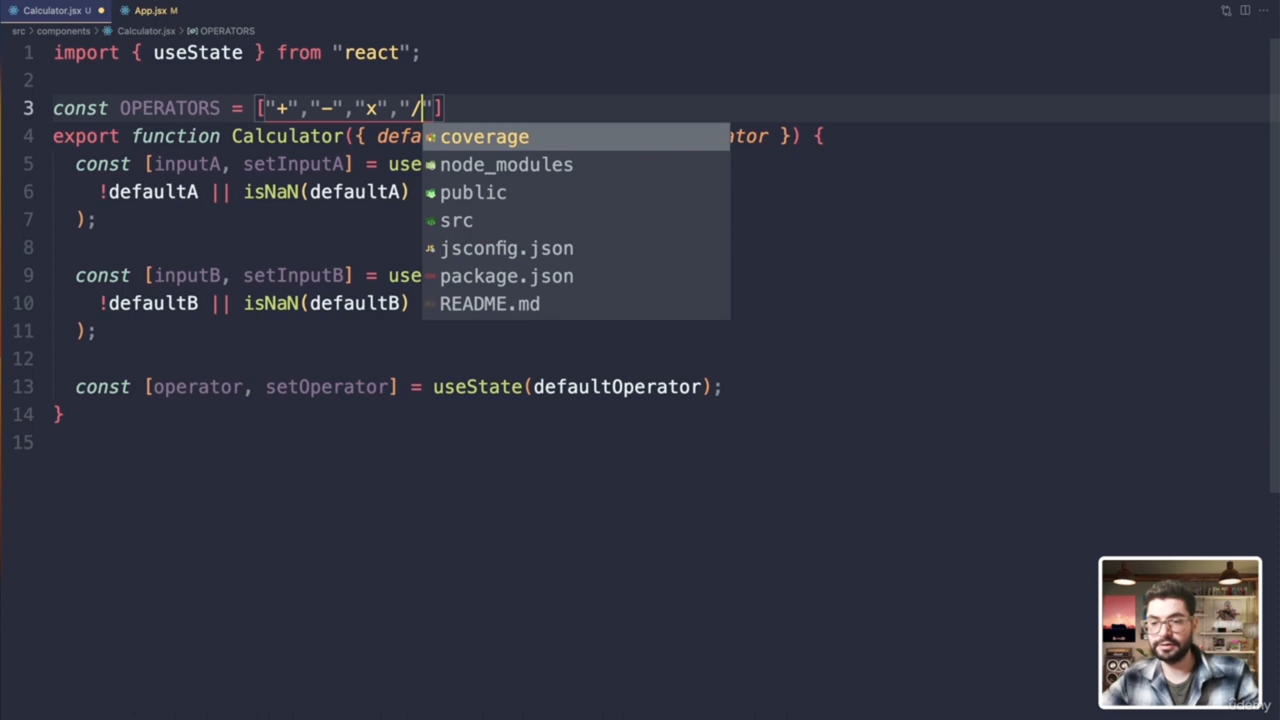 Calculator.jsx U
App.jsx M
src > components > Calculator.jsx > OPERATORS
1 import { useState } from "react";
2
3 const OPERATORS = ["+","-","x","/"]
4 export function Calculator({ defa ator }) {
5 const [inputA, setInputA] = use
6 !defaultA || isNaN(defaultA)
7 );
8
9 const [inputB, setInputB] = use
10 !defaultB || isNaN(defaultB)
11 );
12
13 const [operator, setOperator] = useState(defaultOperator);
14 }
15
coverage
node_modules
public
src
jsconfig.json
package.json
README.md
ûdemy